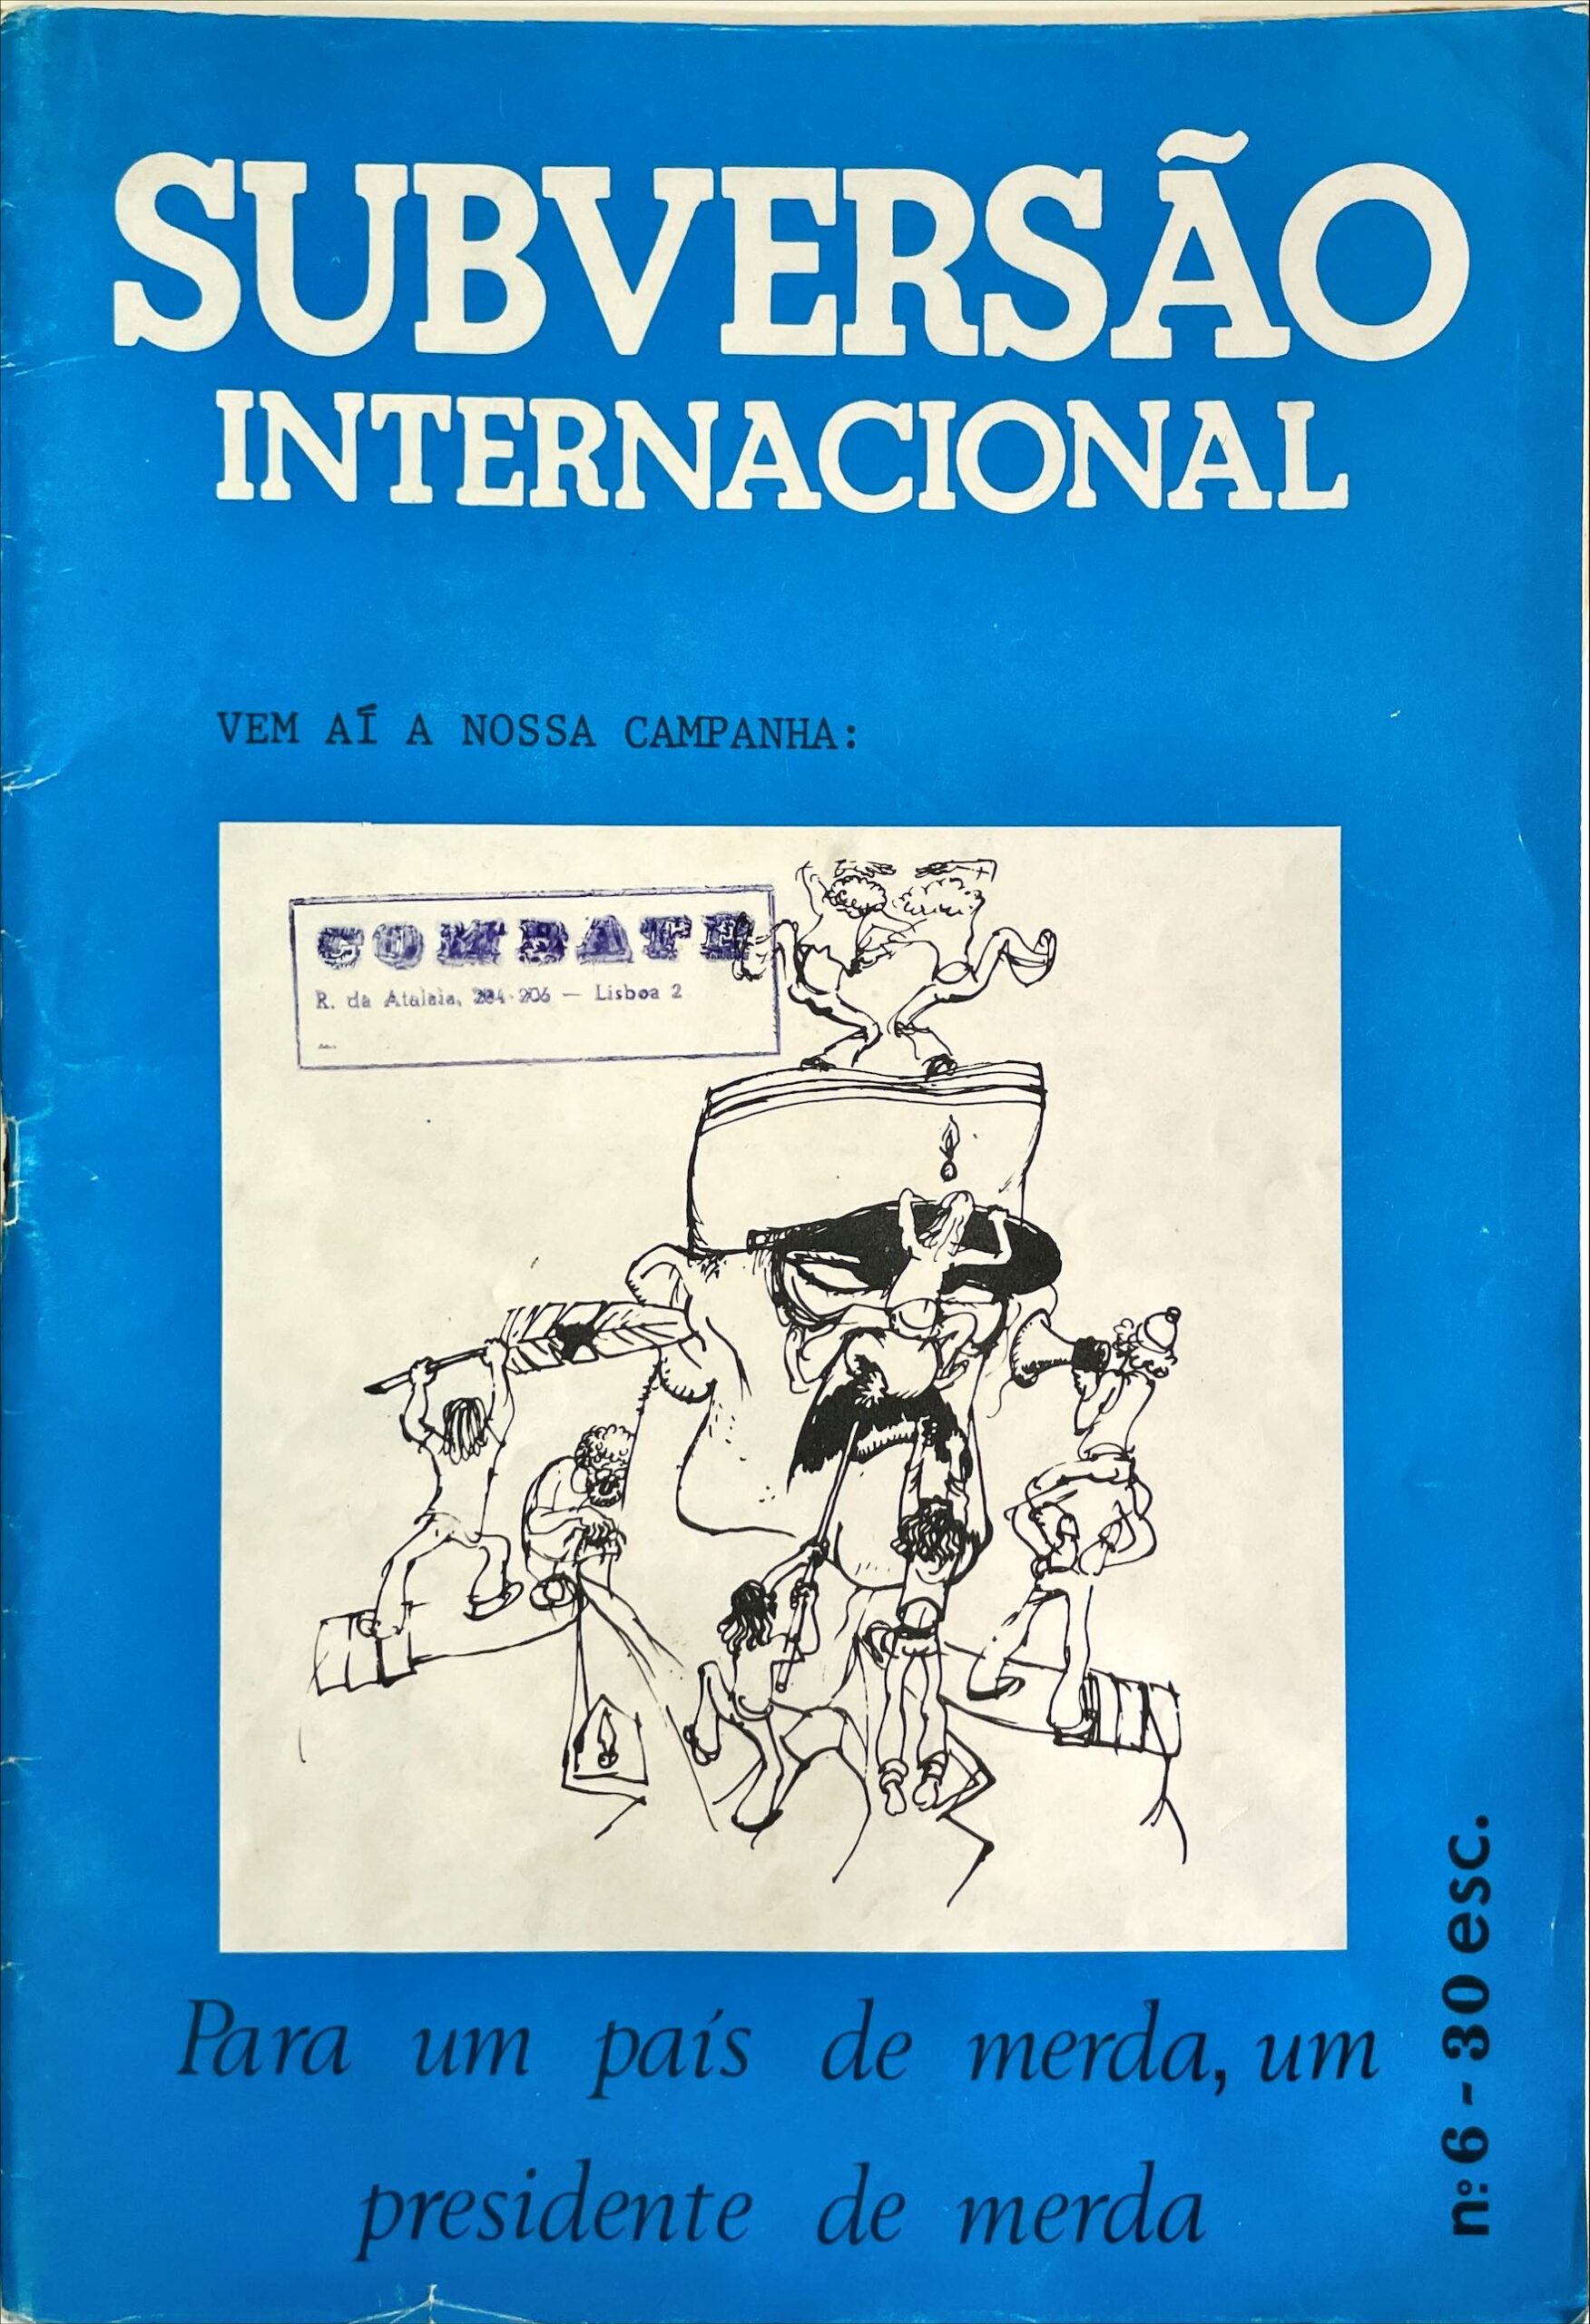 SUBVERSÃO
INTERNACIONAL
VEM AÍ A NOSSA CAMPANHA:
COMBATE
R. da Atalaia, 204-206 — Lisboa 2
Para um país de merda, um
presidente de merda
nº 6 - 30 esc.